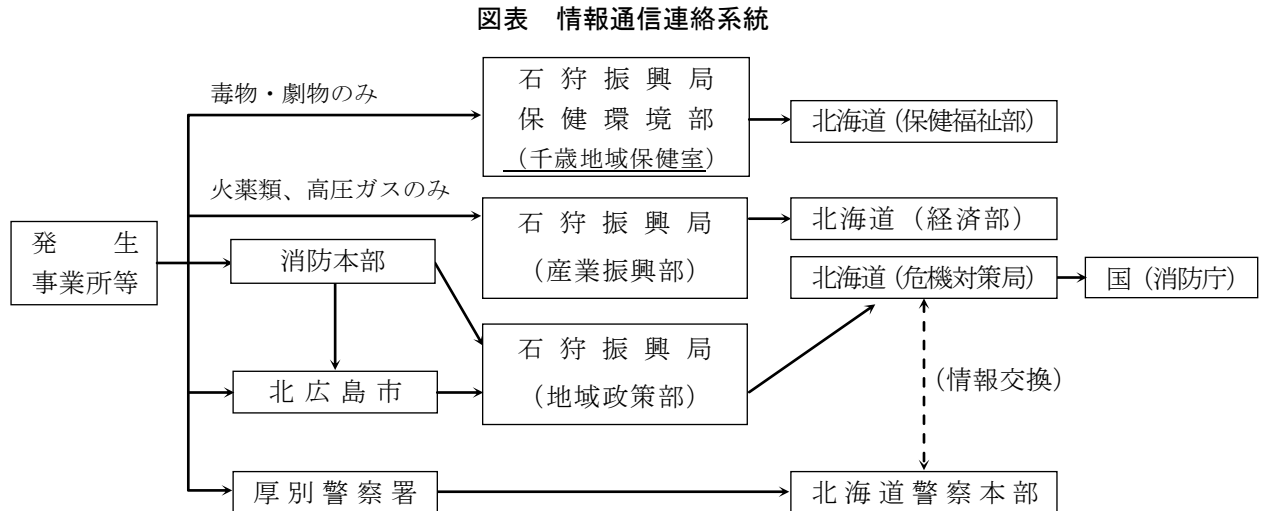 図表　情報通信連絡系統
毒物・劇物のみ
石狩振興局
保健環境部
（千歳地域保健室）
北海道（保健福祉部）
火薬類、高圧ガスのみ
石狩振興局
（産業振興部）
北海道（経済部）
発生
事業所等
消防本部
北海道（危機対策局）
国（消防庁）
石狩振興局
（地域政策部）
北広島市
（情報交換）
厚別警察署
北海道警察本部